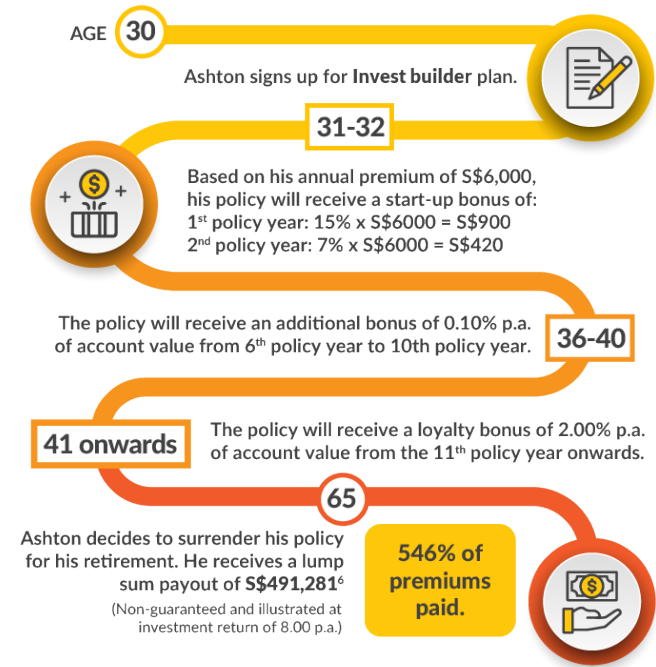 AGE 30
Ashton signs up for Invest builder plan.
31-32
Based on his annual premium of S$6,000,
his policy will receive a start-up bonus of:
1st policy year: 15% x S$6000 = S$900
2nd policy year: 7% x S$6000 = S$420
The policy will receive an additional bonus of 0.10% p.a.
of account value from 6th policy year to 10th policy year.
36-40
41 onwards
The policy will receive a loyalty bonus of 2.00% p.a.
of account value from the 11th policy year onwards.
65
Ashton decides to surrender his policy
for his retirement. He receives a lump
sum payout of S$491,281⁶
(Non-guaranteed and illustrated at
investment return of 8.00 p.a.)
546% of
premiums
paid.